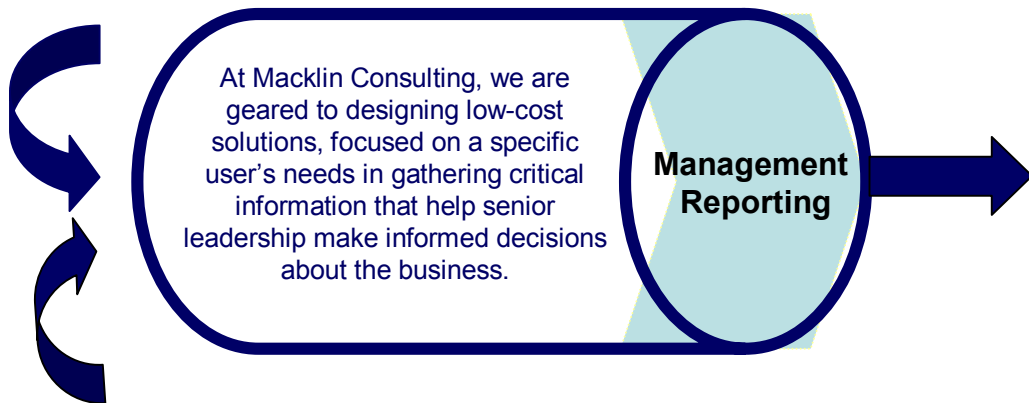 At Macklin Consulting, we are
geared to designing low-cost
solutions, focused on a specific
user’s needs in gathering critical
information that help senior
leadership make informed decisions
about the business.
Management
Reporting